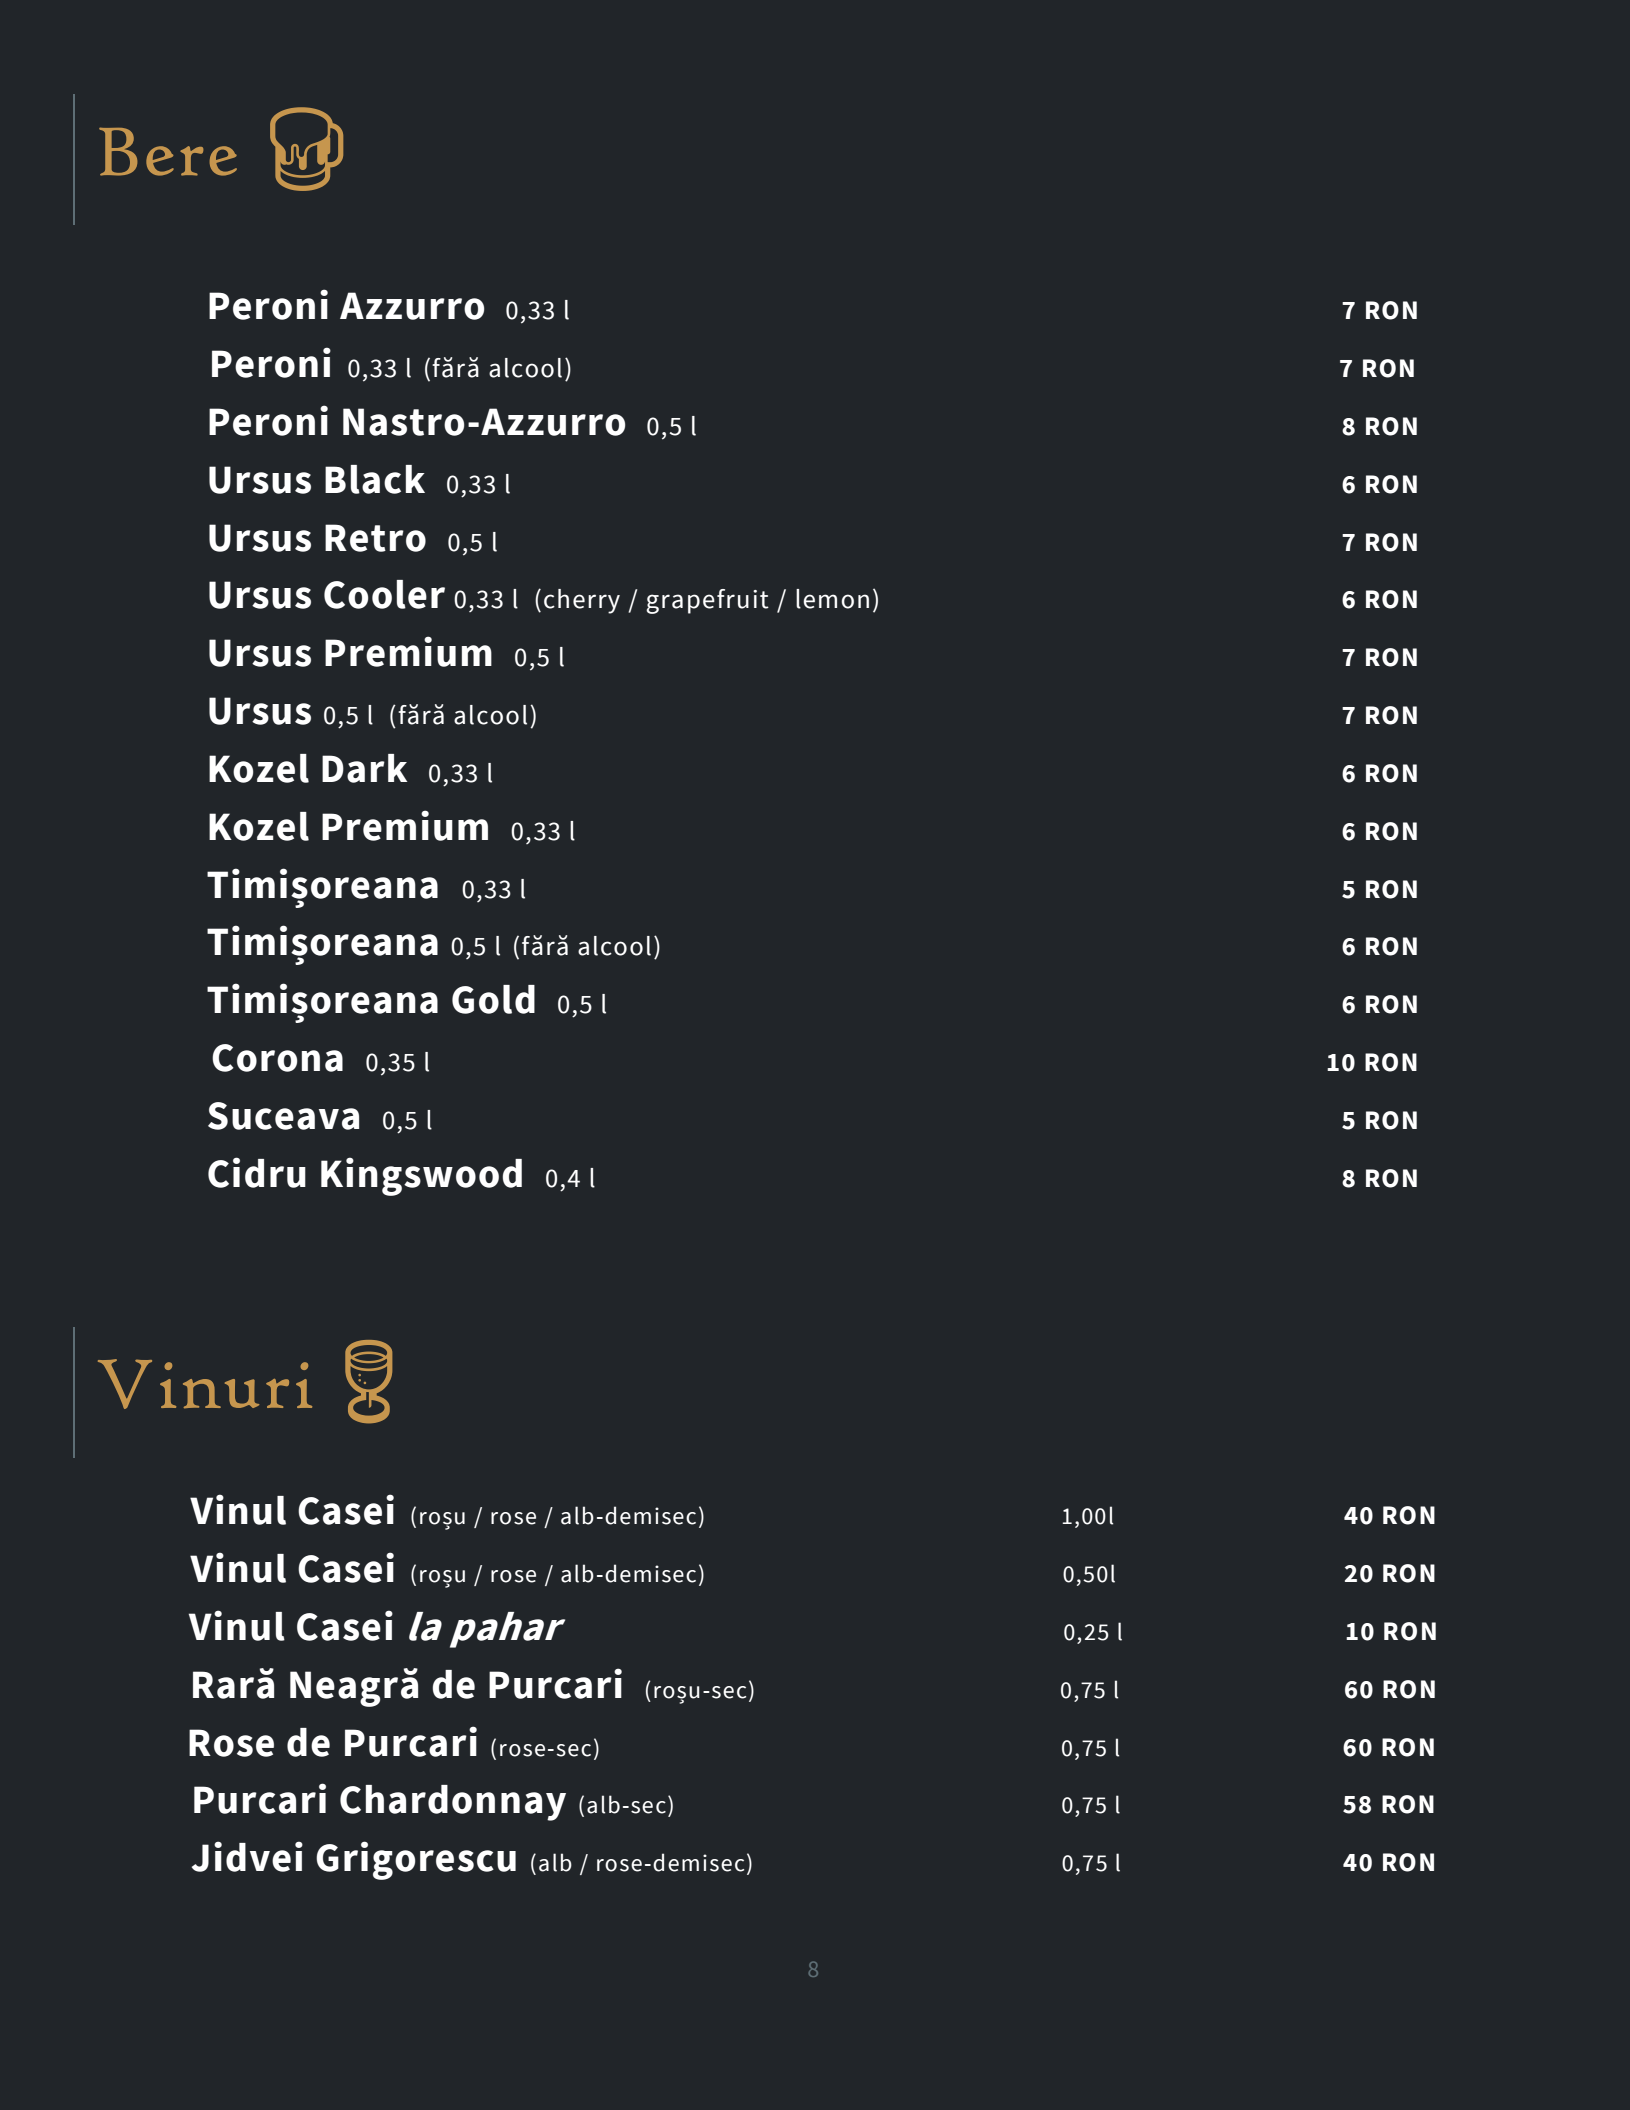 Bere
Peroni Azzurro 0,33 l 7 RON
Peroni 0,33 l (fără alcool) 7 RON
Peroni Nastro-Azzurro 0,5 l 8 RON
Ursus Black 0,33 l 6 RON
Ursus Retro 0,5 l 7 RON
Ursus Cooler 0,33 l (cherry / grapefruit / lemon) 6 RON
Ursus Premium 0,5 l 7 RON
Ursus 0,5 l (fără alcool) 7 RON
Kozel Dark 0,33 l 6 RON
Kozel Premium 0,33 l 6 RON
Timișoreana 0,33 l 5 RON
Timișoreana 0,5 l (fără alcool) 6 RON
Timișoreana Gold 0,5 l 6 RON
Corona 0,35 l 10 RON
Suceava 0,5 l 5 RON
Cidru Kingswood 0,4 l 8 RON
Vinuri
Vinul Casei (roșu / rose / alb-demisec) 1,00l 40 RON
Vinul Casei (roșu / rose / alb-demisec) 0,50l 20 RON
Vinul Casei la pahar 0,25 l 10 RON
Rară Neagră de Purcari (roșu-sec) 0,75 l 60 RON
Rose de Purcari (rose-sec) 0,75 l 60 RON
Purcari Chardonnay (alb-sec) 0,75 l 58 RON
Jidvei Grigorescu (alb / rose-demisec) 0,75 l 40 RON
8